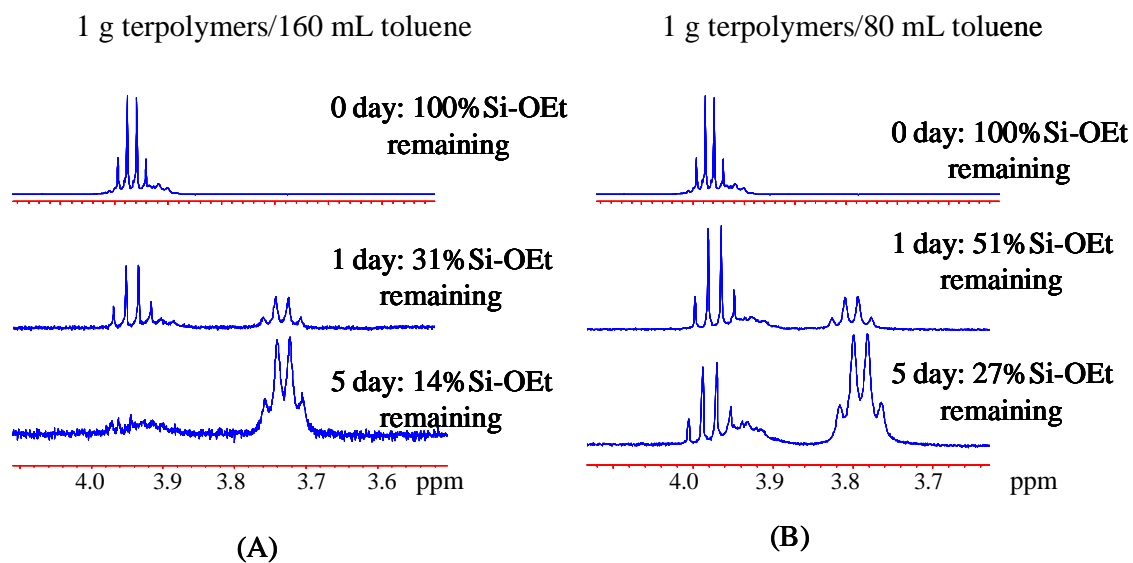 1 g terpolymers/160 mL toluene
0 day: 100% Si-OEt
remaining
1 day: 31% Si-OEt
remaining
5 day: 14% Si-OEt
remaining
4.0 3.9 3.8 3.7 3.6 ppm
(A)
1 g terpolymers/80 mL toluene
0 day: 100% Si-OEt
remaining
1 day: 51% Si-OEt
remaining
5 day: 27% Si-OEt
remaining
4.0 3.9 3.8 3.7 ppm
(B)